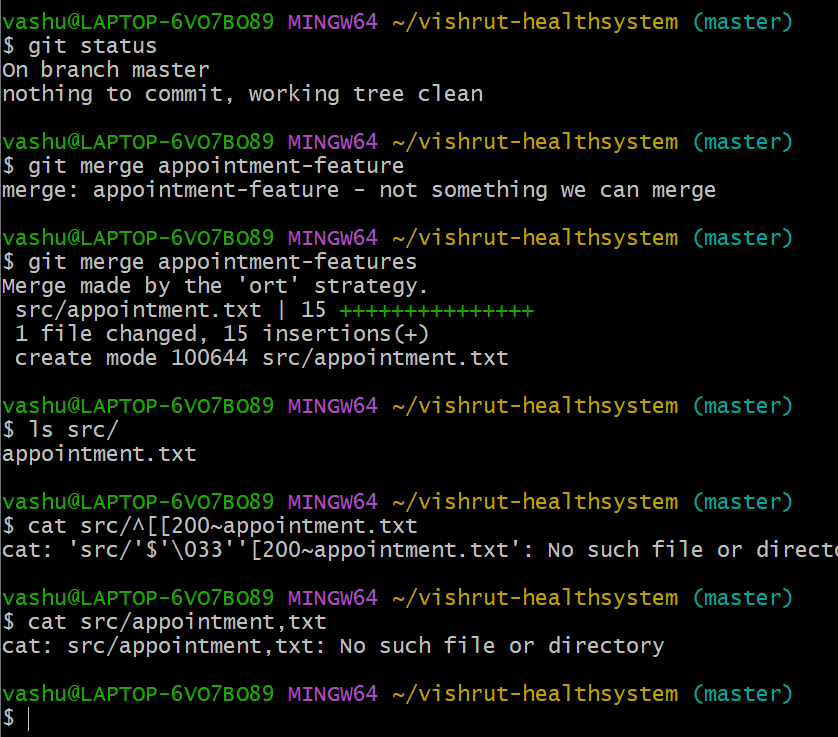 vashu@LAPTOP-6VO7BO89 MINGW64 ~/vishrut-healthsystem (master)
$ git status
On branch master
nothing to commit, working tree clean
vashu@LAPTOP-6VO7BO89 MINGW64 ~/vishrut-healthsystem (master)
$ git merge appointment-feature
merge: appointment-feature - not something we can merge
vashu@LAPTOP-6VO7BO89 MINGW64 ~/vishrut-healthsystem (master)
$ git merge appointment-features
Merge made by the 'ort' strategy.
 src/appointment.txt | 15 +++++++++++++++
 1 file changed, 15 insertions(+)
 create mode 100644 src/appointment.txt
vashu@LAPTOP-6VO7BO89 MINGW64 ~/vishrut-healthsystem (master)
$ ls src/
appointment.txt
vashu@LAPTOP-6VO7BO89 MINGW64 ~/vishrut-healthsystem (master)
$ cat src/^[[200~appointment.txt
cat: 'src/'$'\033''[200~appointment.txt': No such file or directo
vashu@LAPTOP-6VO7BO89 MINGW64 ~/vishrut-healthsystem (master)
$ cat src/appointment,txt
cat: src/appointment,txt: No such file or directory
vashu@LAPTOP-6VO7BO89 MINGW64 ~/vishrut-healthsystem (master)
$